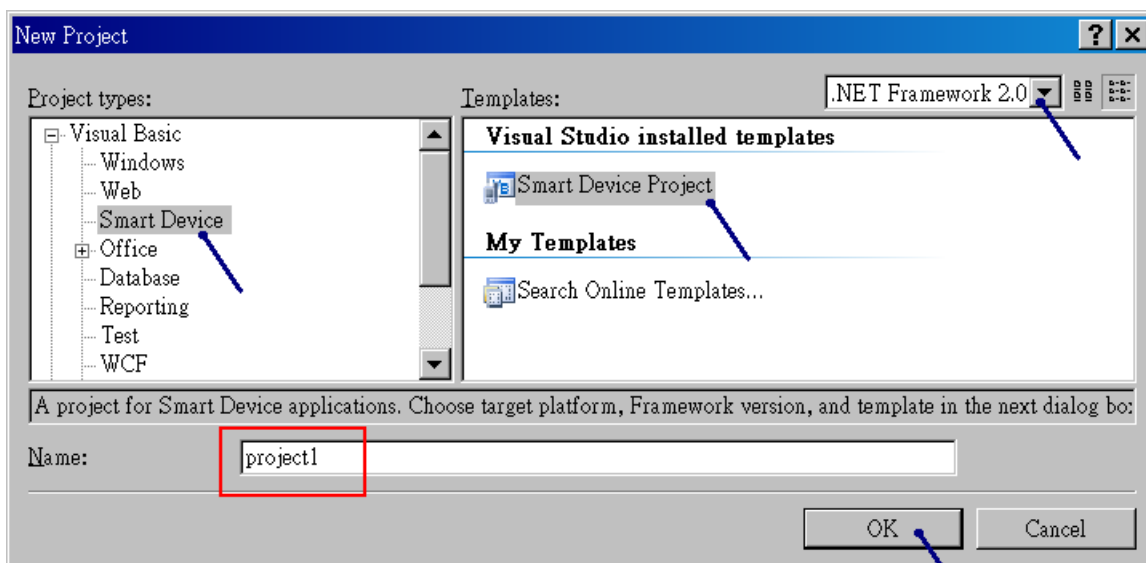 New Project
Project types:
Templates:
.NET Framework 2.0
Visual Basic
Windows
Web
Smart Device
Office
Database
Reporting
Test
WCF
Visual Studio installed templates
Smart Device Project
My Templates
Search Online Templates...
A project for Smart Device applications. Choose target platform, Framework version, and template in the next dialog bo:
Name:
project1
OK
Cancel